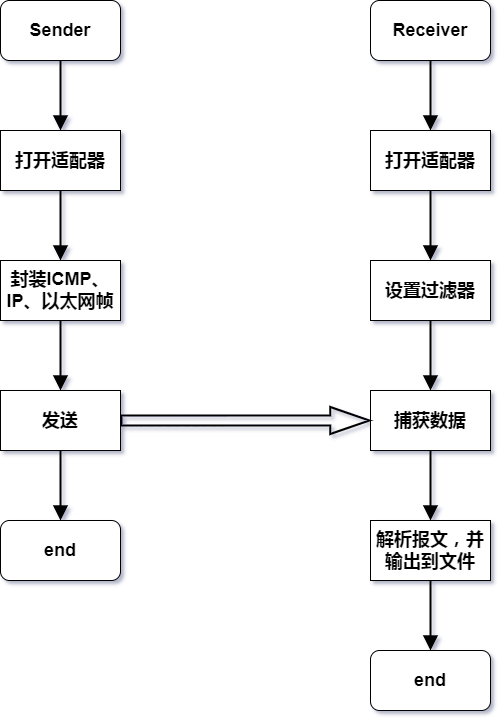 Sender
打开适配器
封装ICMP、
IP、以太网帧
发送
end
Receiver
打开适配器
设置过滤器
捕获数据
解析报文，并
输出到文件
end